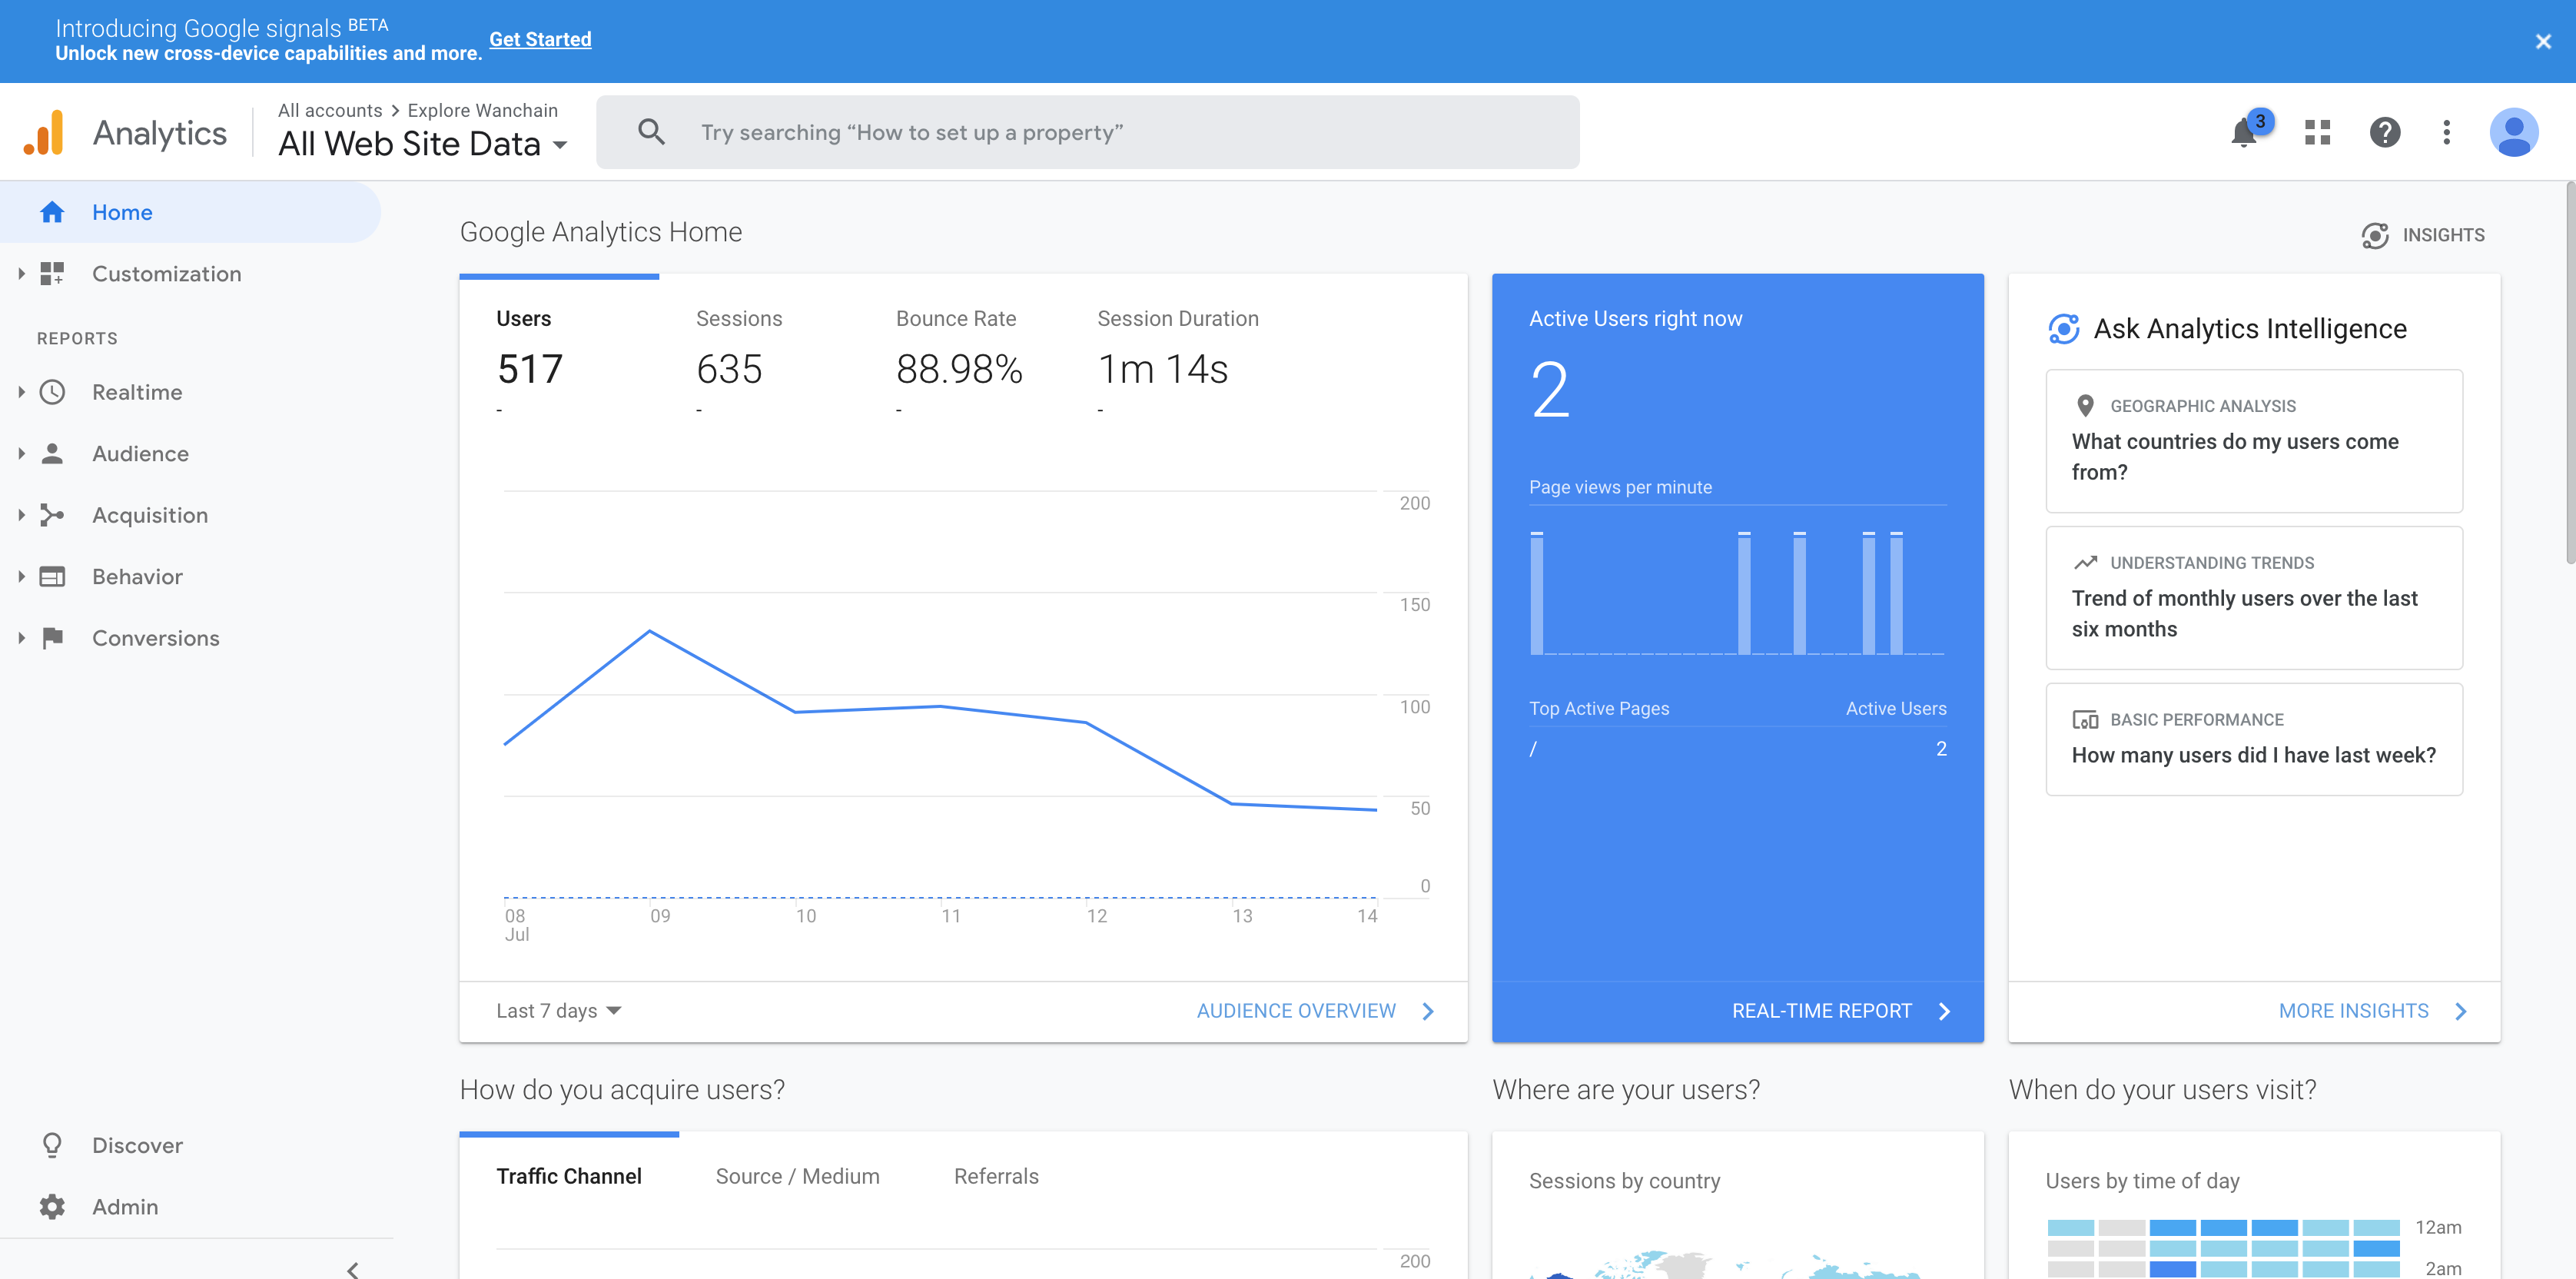 Introducing Google signals BETA
Unlock new cross-device capabilities and more. Get Started
Analytics
All accounts > Explore Wanchain
All Web Site Data
Try searching “How to set up a property”
3
Home
Customization
REPORTS
Realtime
Audience
Acquisition
Behavior
Conversions
Discover
Admin
Google Analytics Home
INSIGHTS
Users
517
-
Sessions
635
-
Bounce Rate
88.98%
-
Session Duration
1m 14s
-
200
150
100
50
0
08 09 10 11 12 13 14
Jul
Last 7 days
AUDIENCE OVERVIEW
Active Users right now
2
Page views per minute
Top Active Pages Active Users
/ 2
REAL-TIME REPORT
Ask Analytics Intelligence
GEOGRAPHIC ANALYSIS
What countries do my users come
from?
UNDERSTANDING TRENDS
Trend of monthly users over the last
six months
BASIC PERFORMANCE
How many users did I have last week?
MORE INSIGHTS
How do you acquire users?
Traffic Channel Source / Medium Referrals
200
Where are your users?
Sessions by country
When do your users visit?
Users by time of day
12am
2am